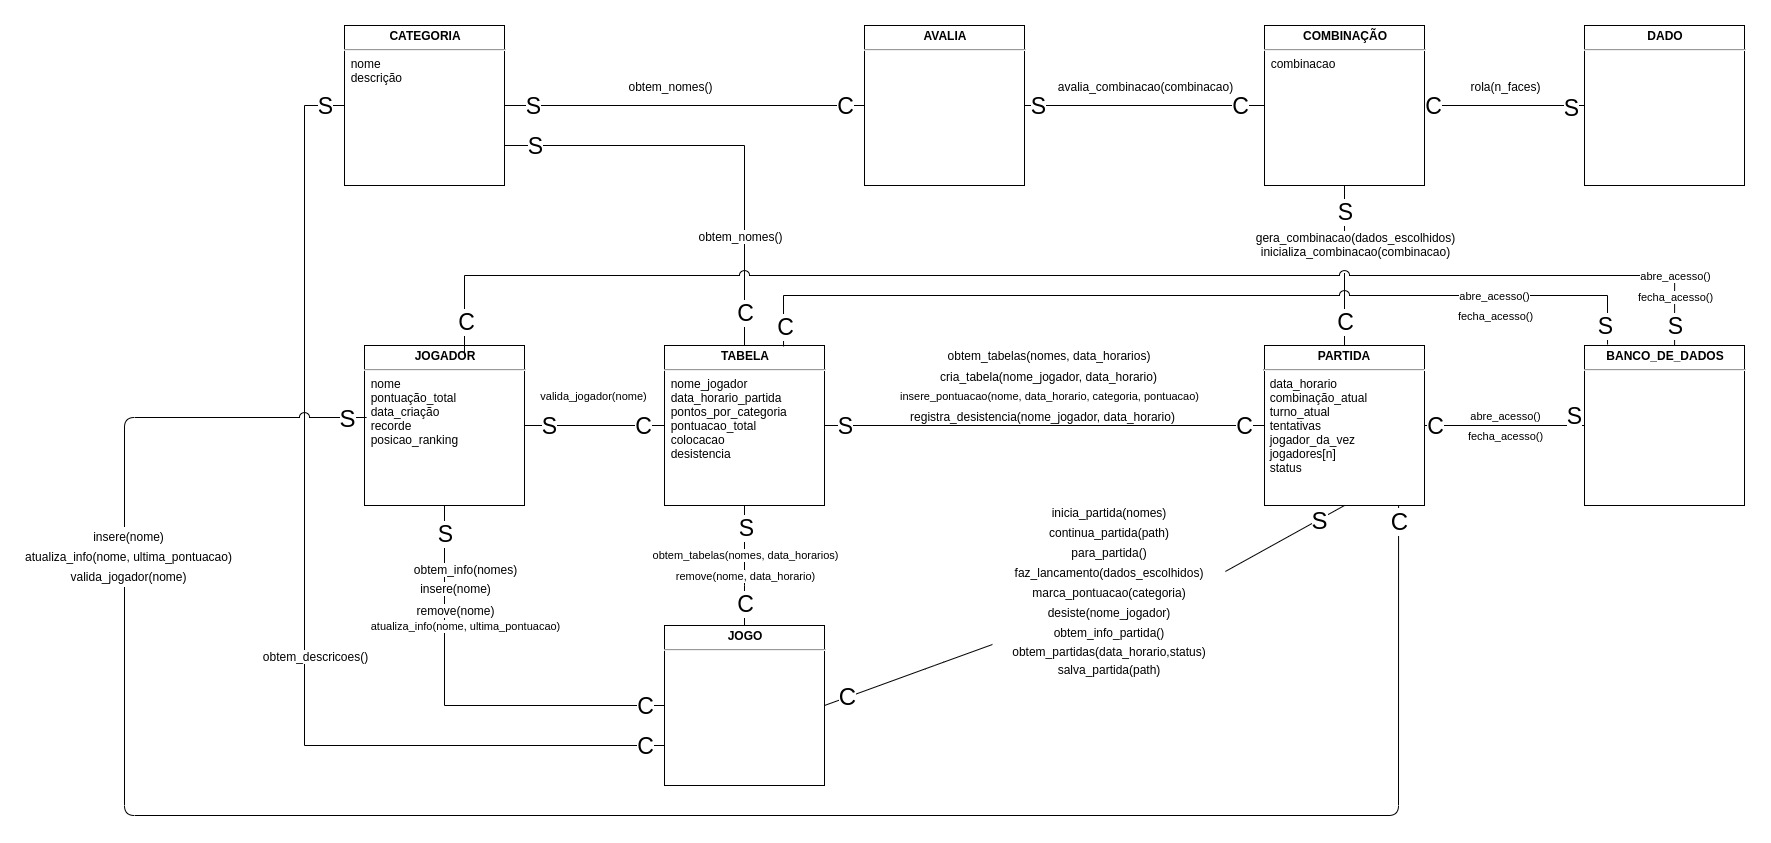 CATEGORIA
nome
descrição
AVALIA
COMBINAÇÃO
combinacao
DADO
S
S
obtem_nomes()
C
S
avalia_combinacao(combinacao)
C
C
rola(n_faces)
S
S
obtem_nomes()
C
S
gera_combinacao(dados_escolhidos)
inicializa_combinacao(combinacao)
C
C
abre_acesso()
fecha_acesso()
S
C
abre_acesso()
fecha_acesso()
S
JOGADOR
nome
pontuação_total
data_criação
recorde
posicao_ranking
S
valida_jogador(nome)
S
C
TABELA
nome_jogador
data_horario_partida
pontos_por_categoria
pontuacao_total
colocacao
desistencia
obtem_tabelas(nomes, data_horarios)
cria_tabela(nome_jogador, data_horario)
insere_pontuacao(nome, data_horario, categoria, pontuacao)
registra_desistencia(nome_jogador, data_horario)
S
C
PARTIDA
data_horario
combinação_atual
turno_atual
tentativas
jogador_da_vez
jogadores[n]
status
C
abre_acesso()
fecha_acesso()
S
BANCO_DE_DADOS
insere(nome)
atualiza_info(nome, ultima_pontuacao)
valida_jogador(nome)
S
obtem_info(nomes)
insere(nome)
remove(nome)
atualiza_info(nome, ultima_pontuacao)
C
S
obtem_tabelas(nomes, data_horarios)
remove(nome, data_horario)
C
JOGO
S
C
inicia_partida(nomes)
continua_partida(path)
para_partida()
faz_lancamento(dados_escolhidos)
marca_pontuacao(categoria)
desiste(nome_jogador)
obtem_info_partida()
obtem_partidas(data_horario,status)
salva_partida(path)
C
obtem_descricoes()
C